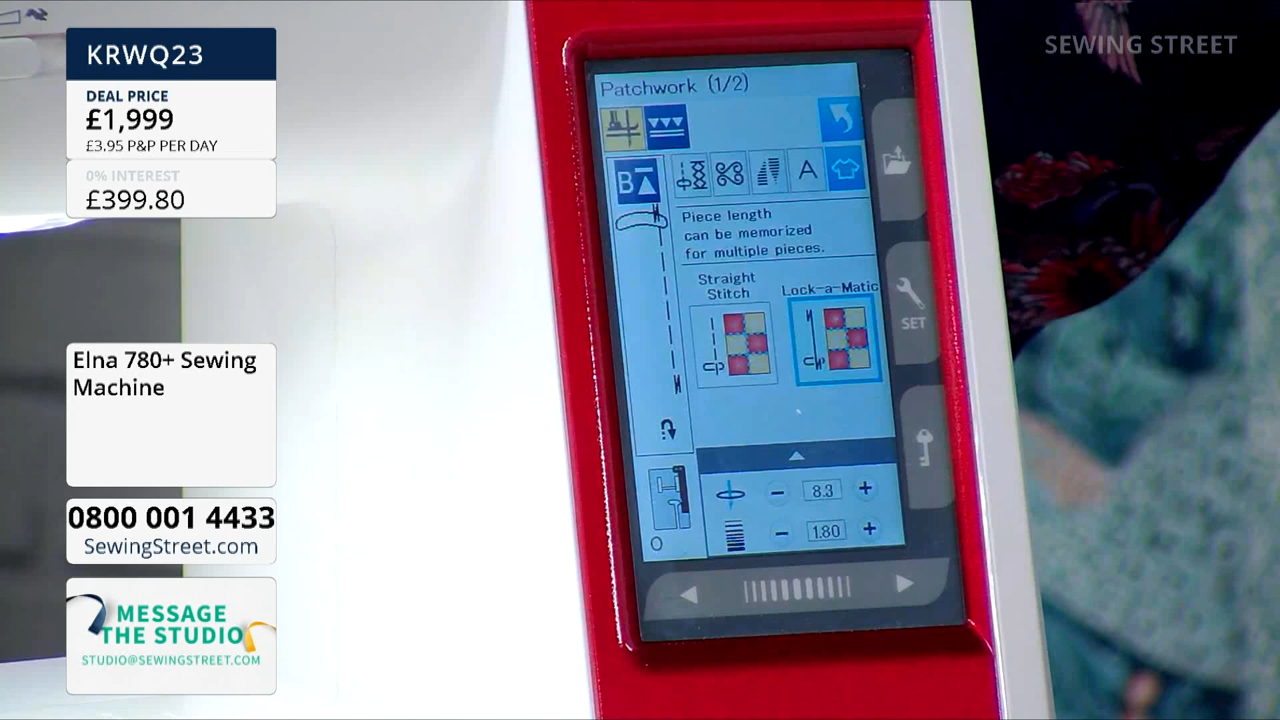 KRWQ23
DEAL PRICE
£1,999
£3.95 P&P PER DAY
0% INTEREST
£399.80
Elna 780+ Sewing
Machine
0800 001 4433
SewingStreet.com
MESSAGE
THE STUDIO
STUDIO@SEWINGSTREET.COM
SEWING STREET
Patchwork (1/2)
B
A
Piece length
can be memorized
for multiple pieces.
Straight
Stitch
Lock-a-Matic
SET
− 8.3 +
− 1.80 +
O